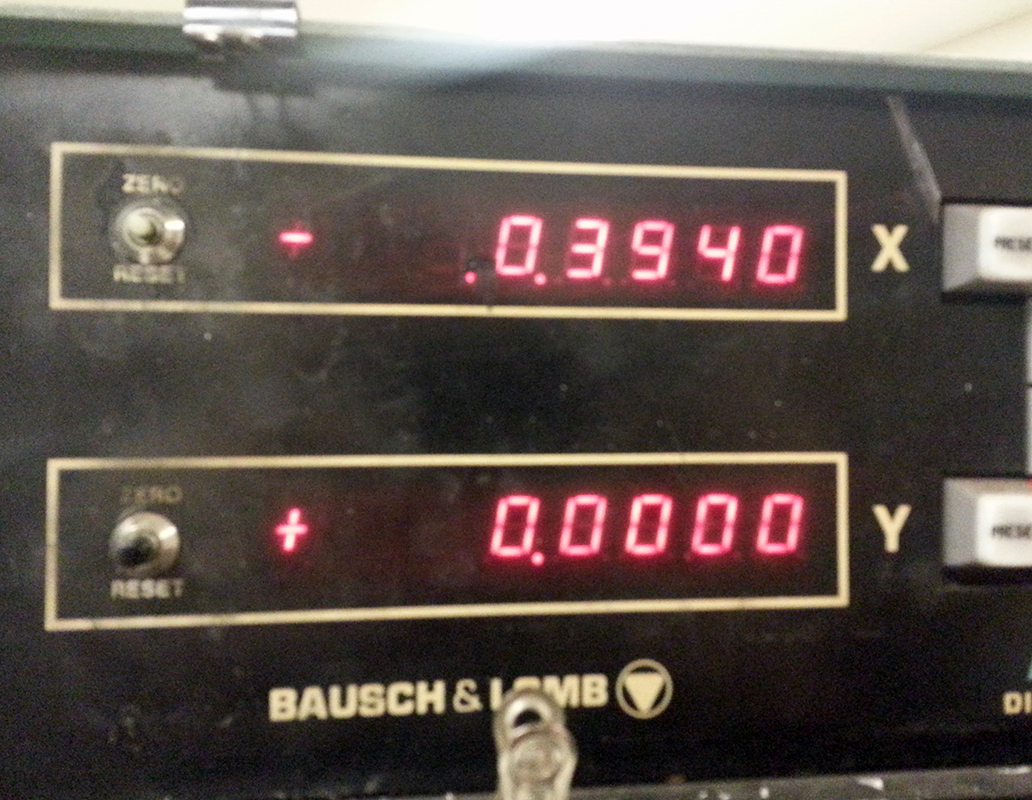 ZERO
RESET
- .0.3940 X
ZERO
RESET
+ 0.0000 Y
BAUSCH & LOMB